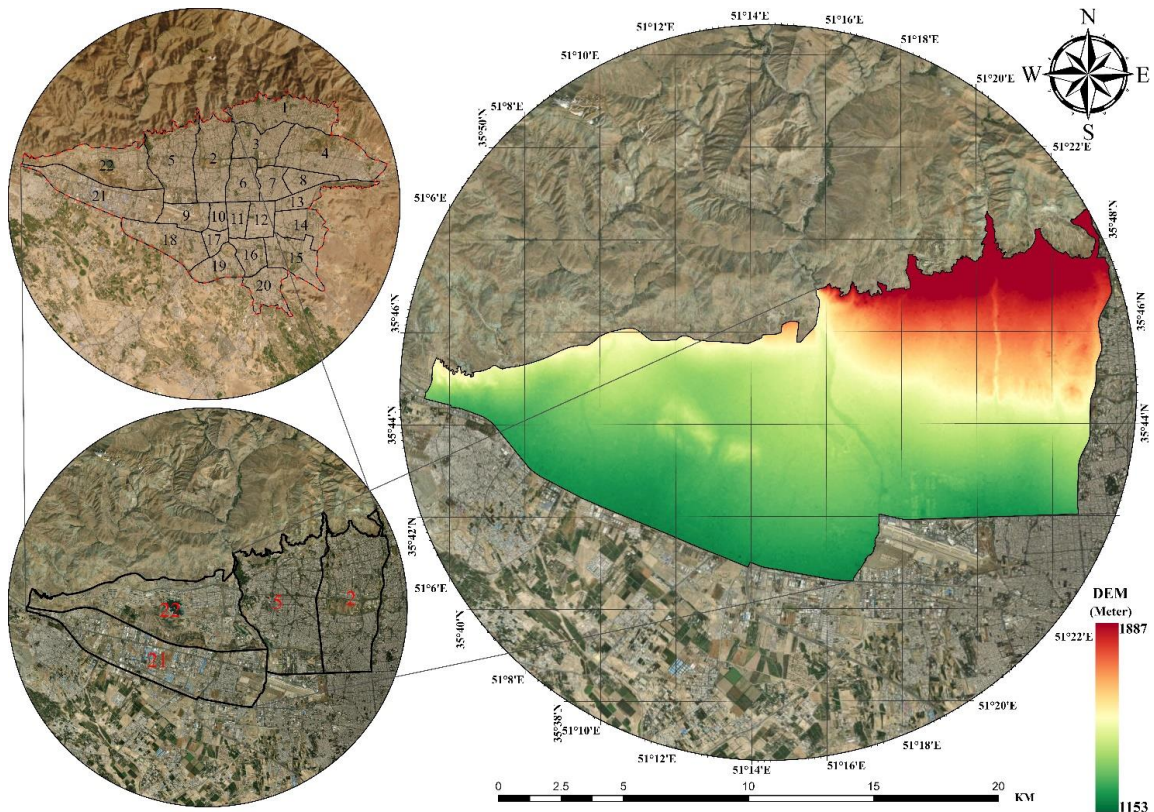 1
2
3
4
5
6
7
8
9
10
11
12
13
14
15
16
17
18
19
20
21
22
22
5
2
21
51°6'E
51°8'E
51°10'E
51°12'E
51°14'E
51°16'E
51°18'E
51°20'E
51°22'E
35°50'N
35°46'N
35°44'N
35°42'N
51°6'E
35°40'N
51°8'E
35°38'N
51°10'E
51°12'E
51°14'E
51°16'E
51°18'E
51°20'E
51°22'E
35°48'N
35°46'N
35°44'N
N
W E
S
DEM
(Meter)
1887
1153
0 2.5 5 10 15 20
KM